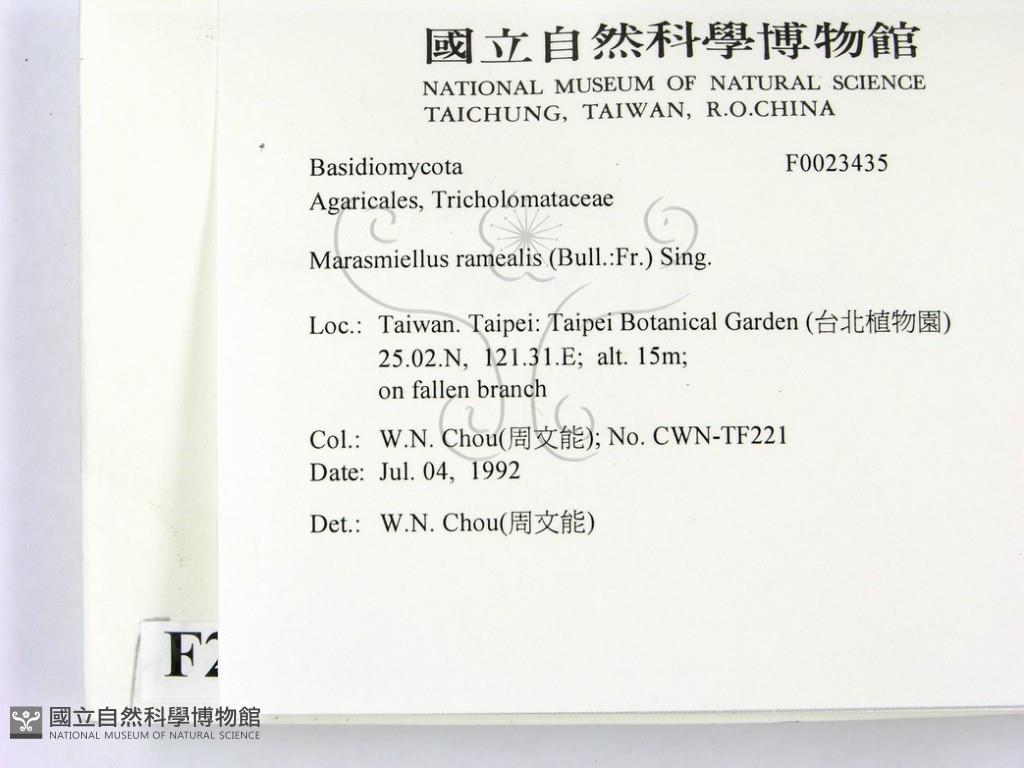 國立自然科學博物館
NATIONAL MUSEUM OF NATURAL SCIENCE
TAICHUNG, TAIWAN, R.O.CHINA
Basidiomycota F0023435
Agaricales, Tricholomataceae
Marasmiellus ramealis (Bull.:Fr.) Sing.
Loc.: Taiwan. Taipei: Taipei Botanical Garden (台北植物園)
25.02.N, 121.31.E; alt. 15m;
on fallen branch
Col.: W.N. Chou(周文能); No. CWN-TF221
Date: Jul. 04, 1992
Det.: W.N. Chou(周文能)
國立自然科學博物館
NATIONAL MUSEUM OF NATURAL SCIENCE